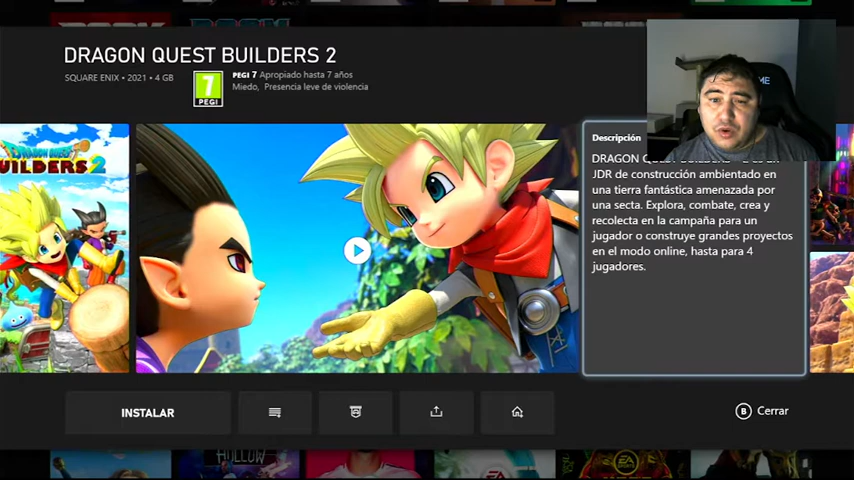 DRAGON QUEST BUILDERS 2
SQUARE ENIX • 2021 • 4 GB
7
PEGI
PEGI 7 Apropiado hasta 7 años
Miedo, Presencia leve de violencia
DRAGON QUEST
BUILDERS 2
Descripción
DRAGON
JDR de construcción ambientado en
una tierra fantástica amenazada por
una secta. Explora, combate, crea y
recolecta en la campaña para un
jugador o construye grandes proyectos
en el modo online, hasta para 4
jugadores.
INSTALAR
B Cerrar
HOLLOW
EA
SPORTS